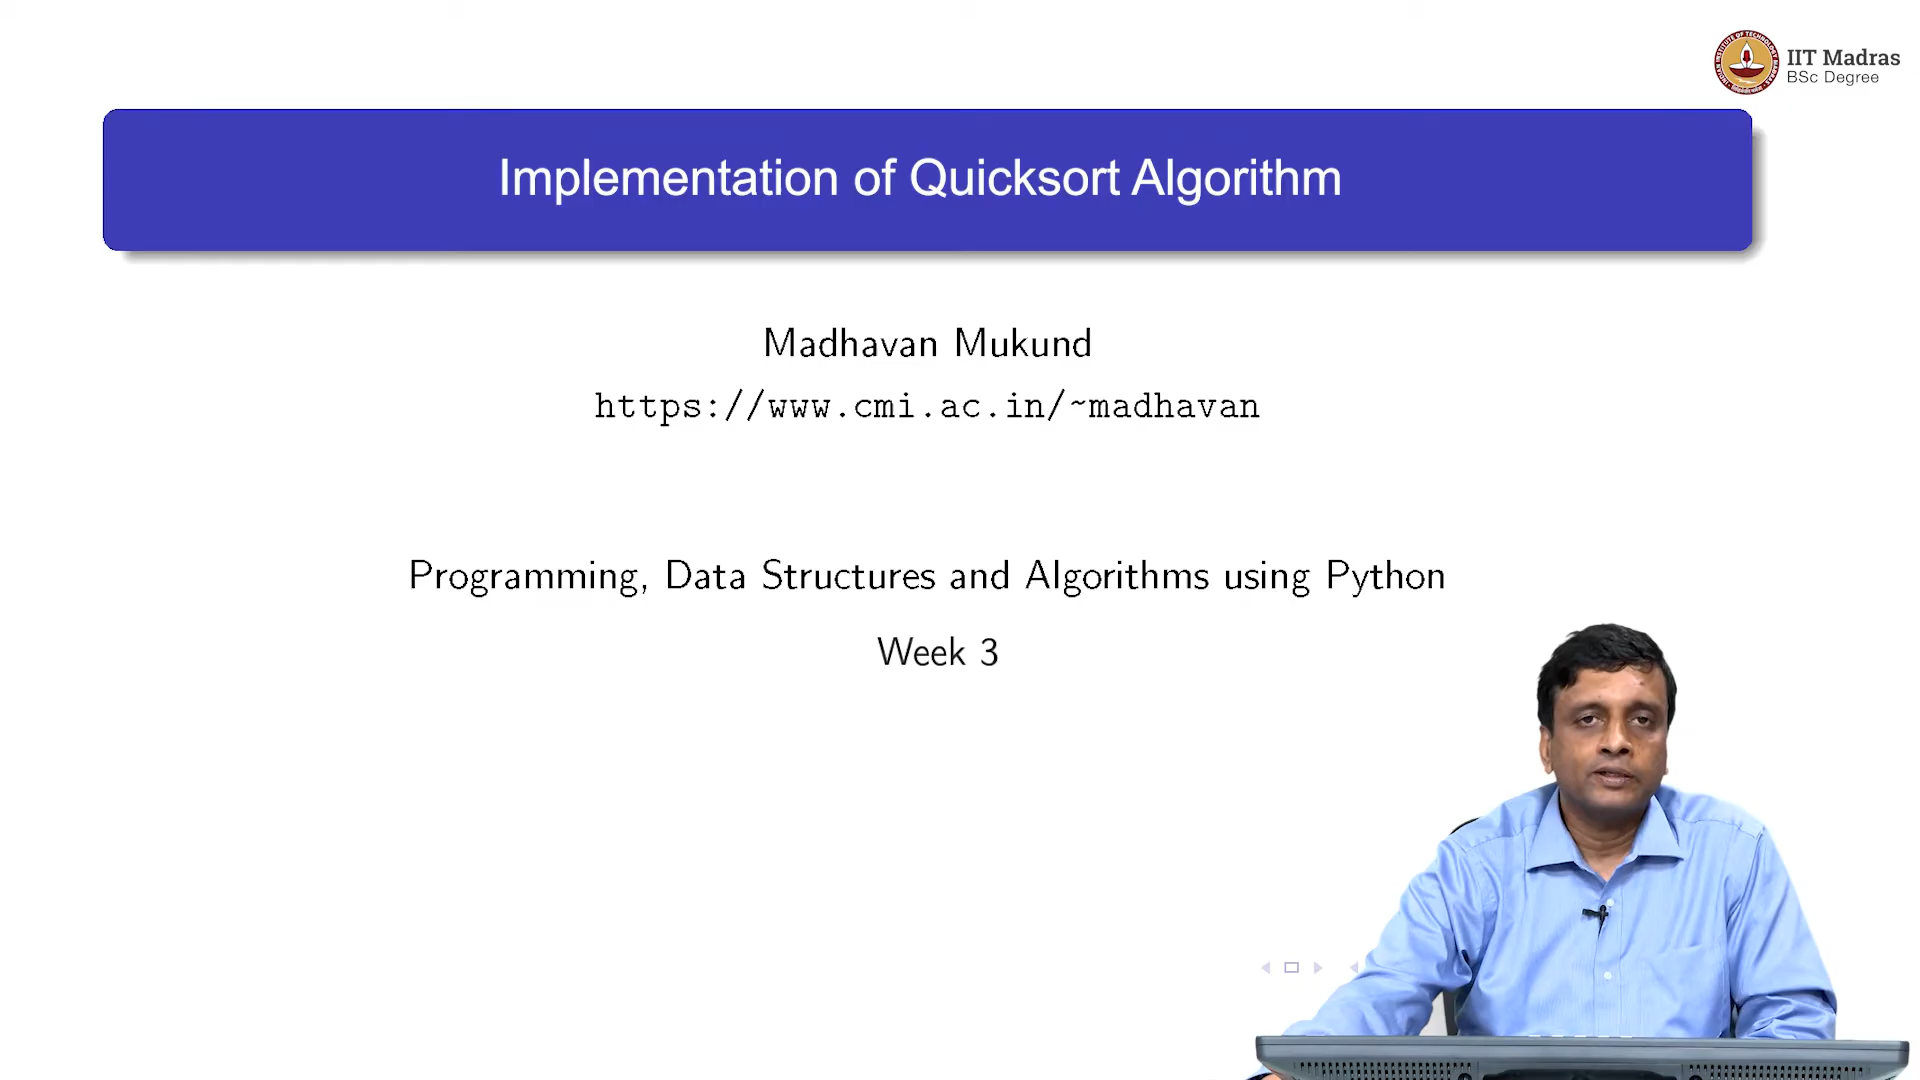 IIT Madras
BSc Degree
Implementation of Quicksort Algorithm
Madhavan Mukund
https://www.cmi.ac.in/~madhavan
Programming, Data Structures and Algorithms using Python
Week 3